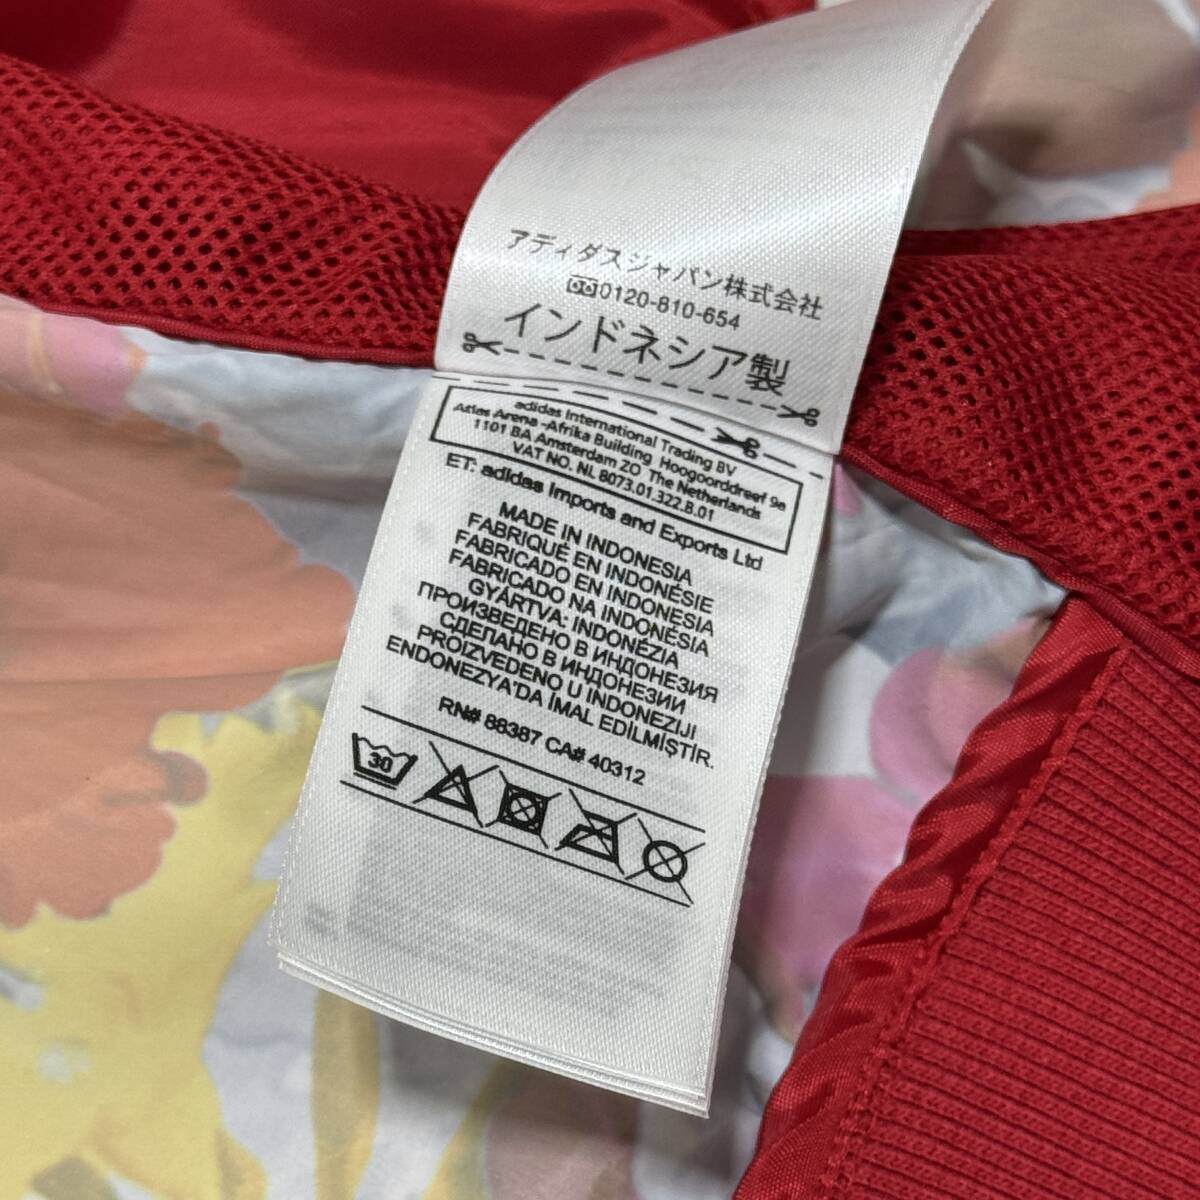 アディダスジャパン株式会社
0120-810-654
インドネシア製
adidas International Trading BV
Atlas Arena -Afrika Building Hoogoorddreef 9a
1101 BA Amsterdam ZO The Netherlands
VAT NO. NL 8073.01.322.B.01
ET: adidas Imports and Exports Ltd
MADE IN INDONESIA
FABRIQUÉ EN INDONÉSIE
FABRICADO EN INDONESIA
FABRICADO NA INDONÉSIA
GYÁRTVA: INDONÉZIA
ПРОИЗВЕДЕНО В ИНДОНЕЗИЯ
СДЕЛАНО В ИНДОНЕЗИИ
PROIZVEDENO U INDONEZIJI
ENDONEZYA'DA İMAL EDİLMİŞTİR.
RN# 88387 CA# 40312
30